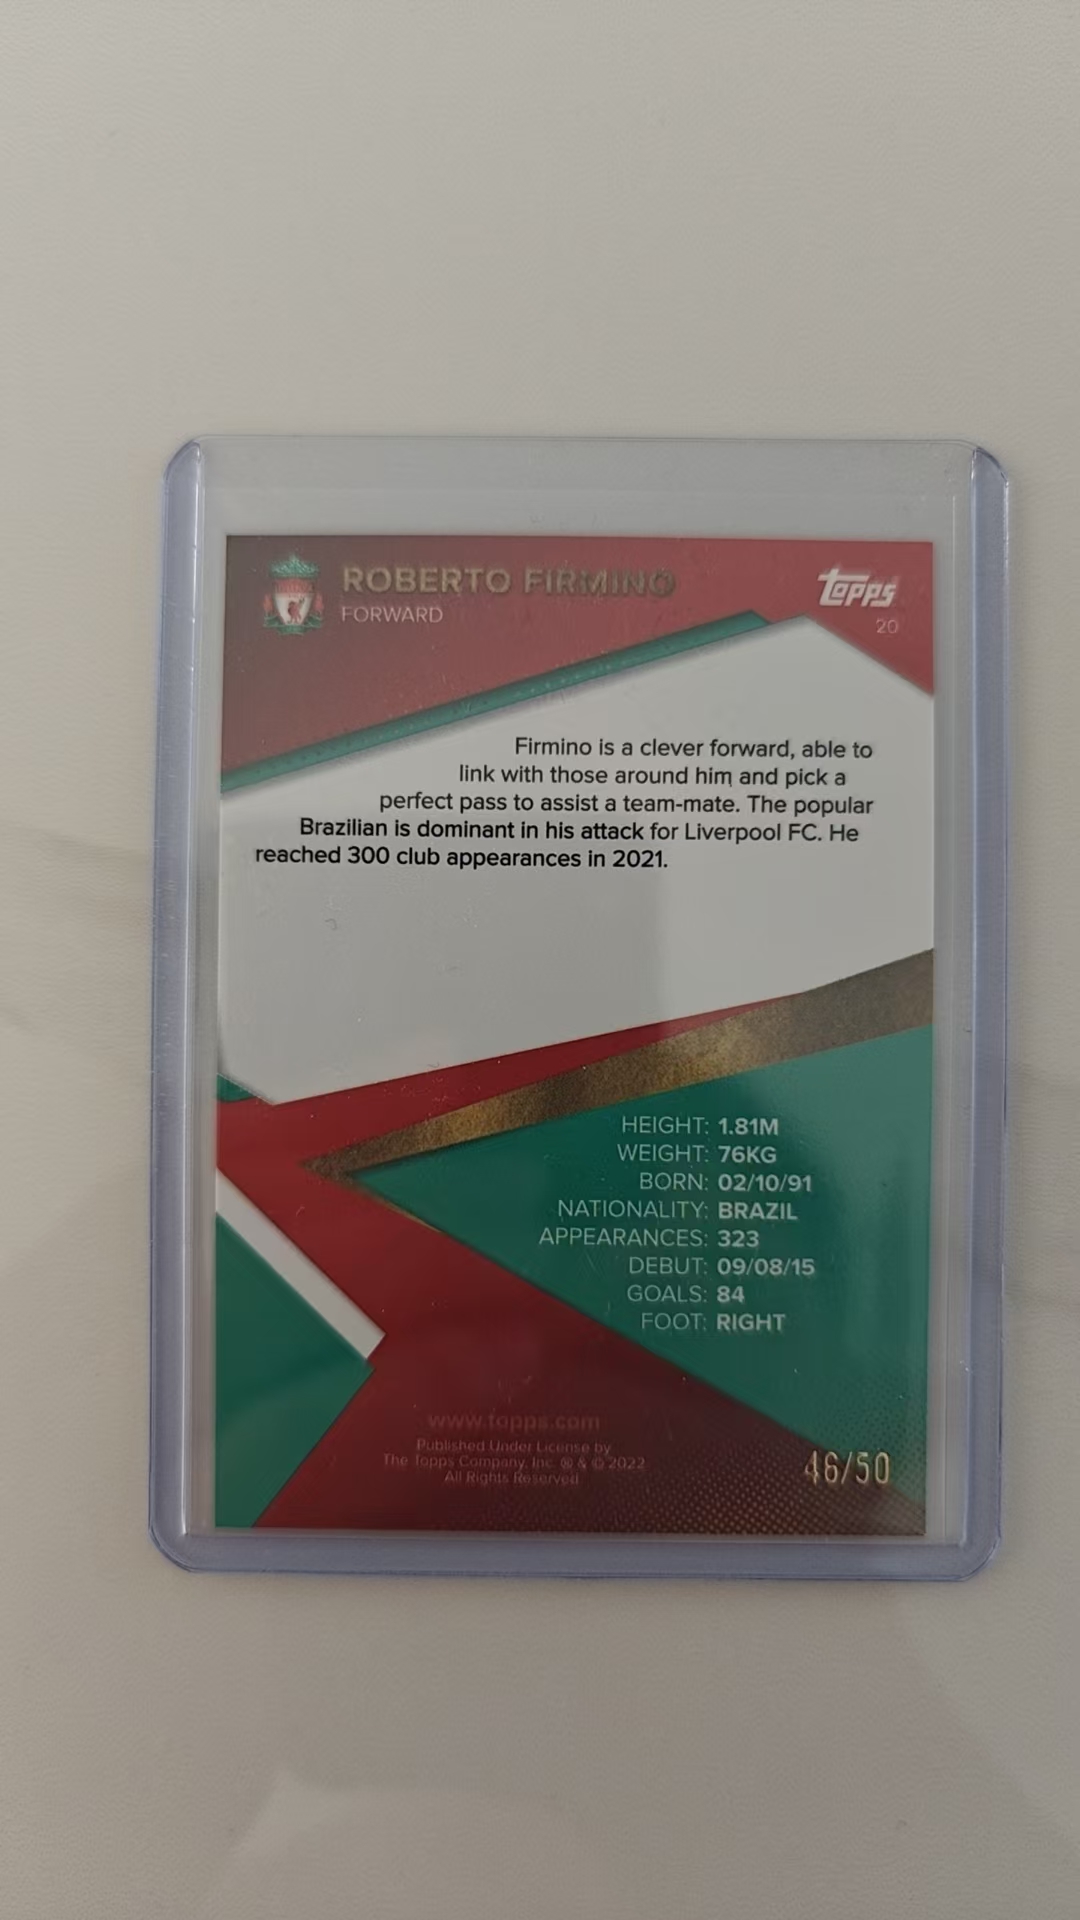 ROBERTO FIRMINO
FORWARD
Topps
20
Firmino is a clever forward, able to
link with those around him and pick a
perfect pass to assist a team-mate. The popular
Brazilian is dominant in his attack for Liverpool FC. He
reached 300 club appearances in 2021.
HEIGHT: 1.81M
WEIGHT: 76KG
BORN: 02/10/91
NATIONALITY: BRAZIL
APPEARANCES: 323
DEBUT: 09/08/15
GOALS: 84
FOOT: RIGHT
www.topps.com
Published Under License by
The Topps Company, Inc. ® & © 2022
All Rights Reserved
46/50